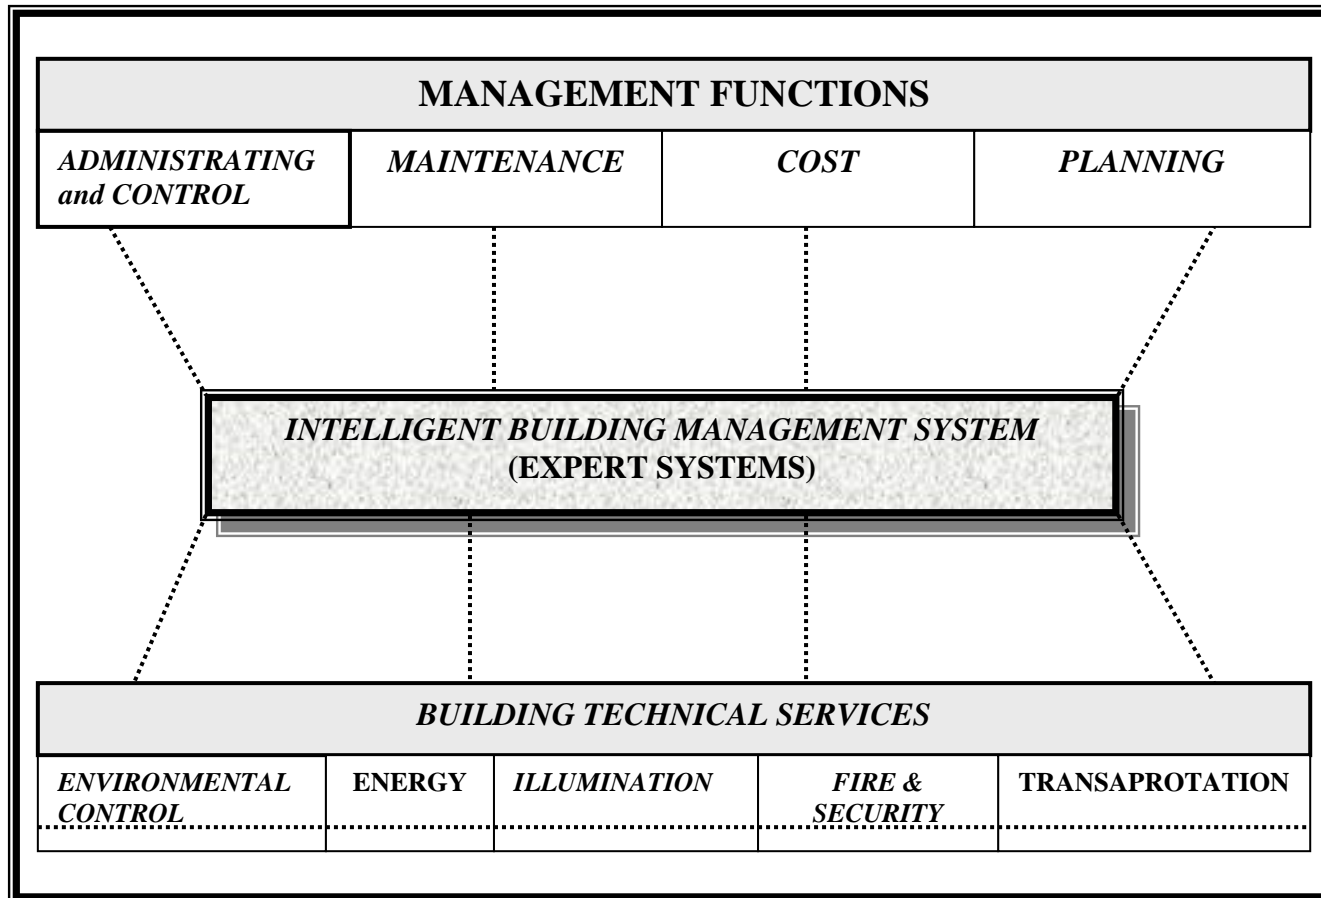 MANAGEMENT FUNCTIONS
ADMINISTRATING
and CONTROL
MAINTENANCE
COST
PLANNING
INTELLIGENT BUILDING MANAGEMENT SYSTEM
(EXPERT SYSTEMS)
BUILDING TECHNICAL SERVICES
ENVIRONMENTAL
CONTROL
ENERGY
ILLUMINATION
FIRE &
SECURITY
TRANSAPROTATION